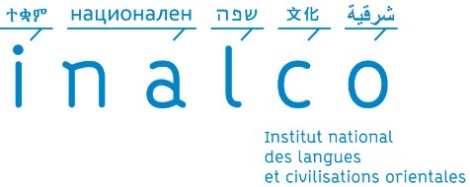 ተቋም национален שפה 文化 شرقية
inalco
Institut national
des langues
et civilisations orientales